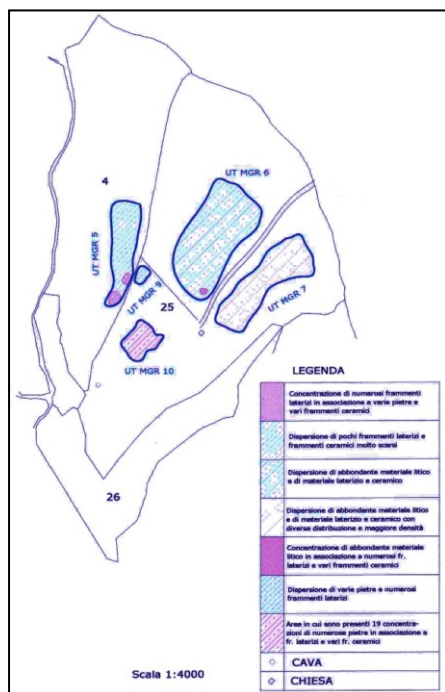 UT MGR 6
4
UT MGR 5
UT MGR 9
25
UT MGR 7
UT MGR 10
26
LEGENDA
Concentrazione di numerosi frammenti
laterizi in associazione a varie pietre e
vari frammenti ceramici
Dispersione di pochi frammenti laterizi e
frammenti ceramici molto scarsi
Dispersione di abbondante materiale litico
e di materiale laterizio e ceramico
Dispersione di abbondante materiale litico
e di materiale laterizio e ceramico con
diversa distribuzione e maggiore densità
Concentrazione di abbondante materiale
litico in associazione a numerosi fr.
laterizi e vari frammenti ceramici
Dispersione di varie pietre e numerosi
frammenti laterizi
Area in cui sono presenti 19 concentra-
zioni di numerose pietra in associazione a
fr. laterizi e vari fr. ceramici
CAVA
CHIESA
Scala 1:4000